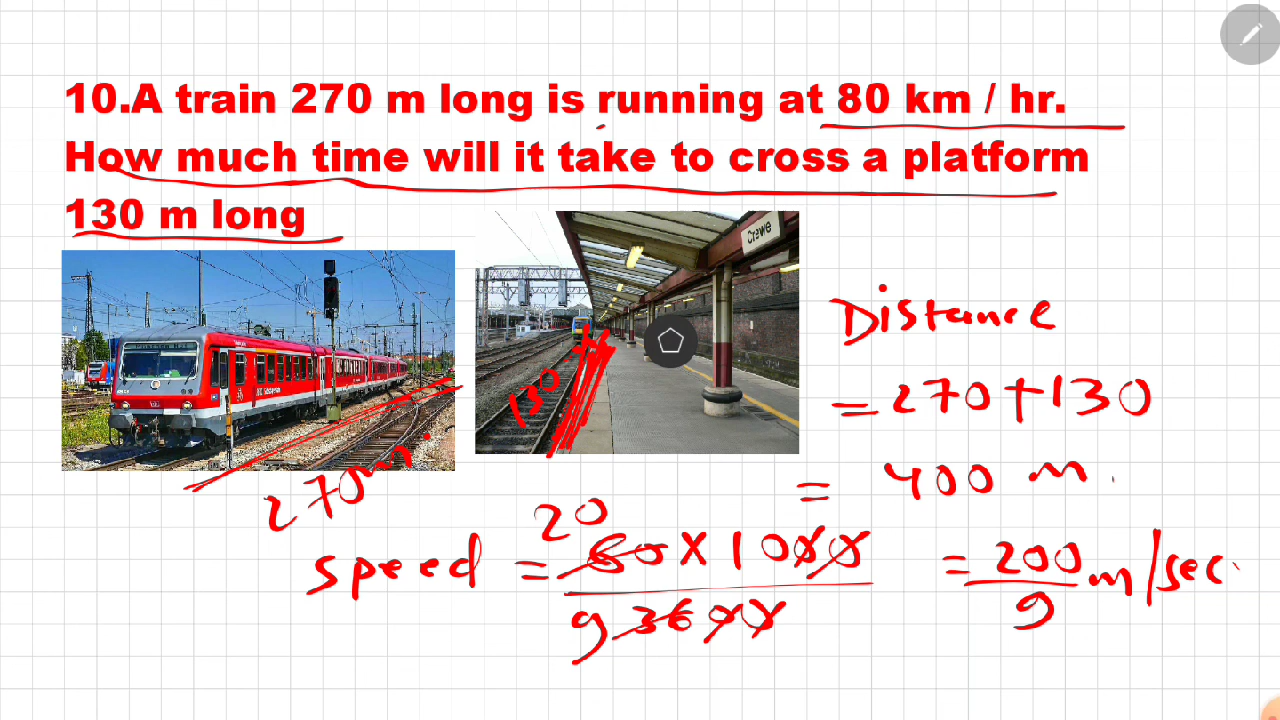 10.A train 270 m long is running at 80 km / hr.
How much time will it take to cross a platform
130 m long
Crewe
130
270m
Distance
= 270+130
= 400 m.
20
speed = 80 x 1000
9 3600
= 200 m/sec.
9